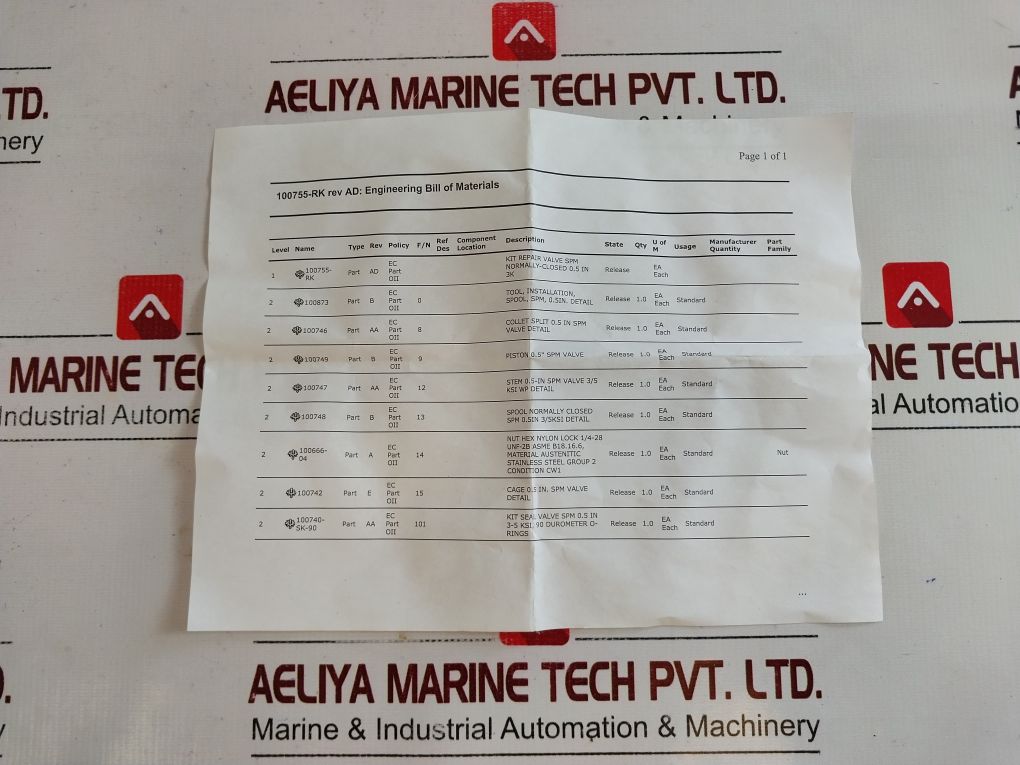 AELIYA MARINE TECH PVT. LTD.
TD.
nery
Page 1 of 1
100755-RK rev AD: Engineering Bill of Materials
Level Name Type Rev Policy F/N Ref Des Component Location Description State Qty U of M Usage Manufacturer Quantity Part Family
1 100755-RK Part AD EC Part OII KIT REPAIR VALVE SPM NORMALLY-CLOSED 0.5 IN 3K Release EA Each
2 100873 Part B EC Part OII 0 TOOL, INSTALLATION, SPOOL, SPM, 0.5IN. DETAIL Release 1.0 EA Each Standard
2 100746 Part AA EC Part OII 8 COLLET SPLIT 0.5 IN SPM VALVE DETAIL Release 1.0 EA Each Standard
2 100749 Part B EC Part OII 9 PISTON 0.5" SPM VALVE Release 1.0 EA Each Standard
2 100747 Part AA EC Part OII 12 STEM 0.5-IN SPM VALVE 3/5 KSI WP DETAIL Release 1.0 EA Each Standard
2 100748 Part B EC Part OII 13 SPOOL NORMALLY CLOSED SPM 0.5IN 3/5KSI DETAIL Release 1.0 EA Each Standard
2 100666-04 Part A EC Part OII 14 NUT HEX NYLON LOCK 1/4-28 UNF-2B ASME B18.16.6, MATERIAL AUSTENITIC STAINLESS STEEL GROUP 2 CONDITION CW1 Release 1.0 EA Each Standard Nut
2 100742 Part E EC Part OII 15 CAGE 0.5 IN, SPM VALVE DETAIL Release 1.0 EA Each Standard
2 100740-SK-90 Part AA EC Part OII 101 KIT SEAL VALVE SPM 0.5 IN 3-5 KSI, 90 DUROMETER O-RINGS Release 1.0 EA Each Standard
...
MARINE TEC
Industrial Automa
NE TECH
al Automatio
AELIYA MARINE TECH PVT. LTD.
Marine & Industrial Automation & Machinery